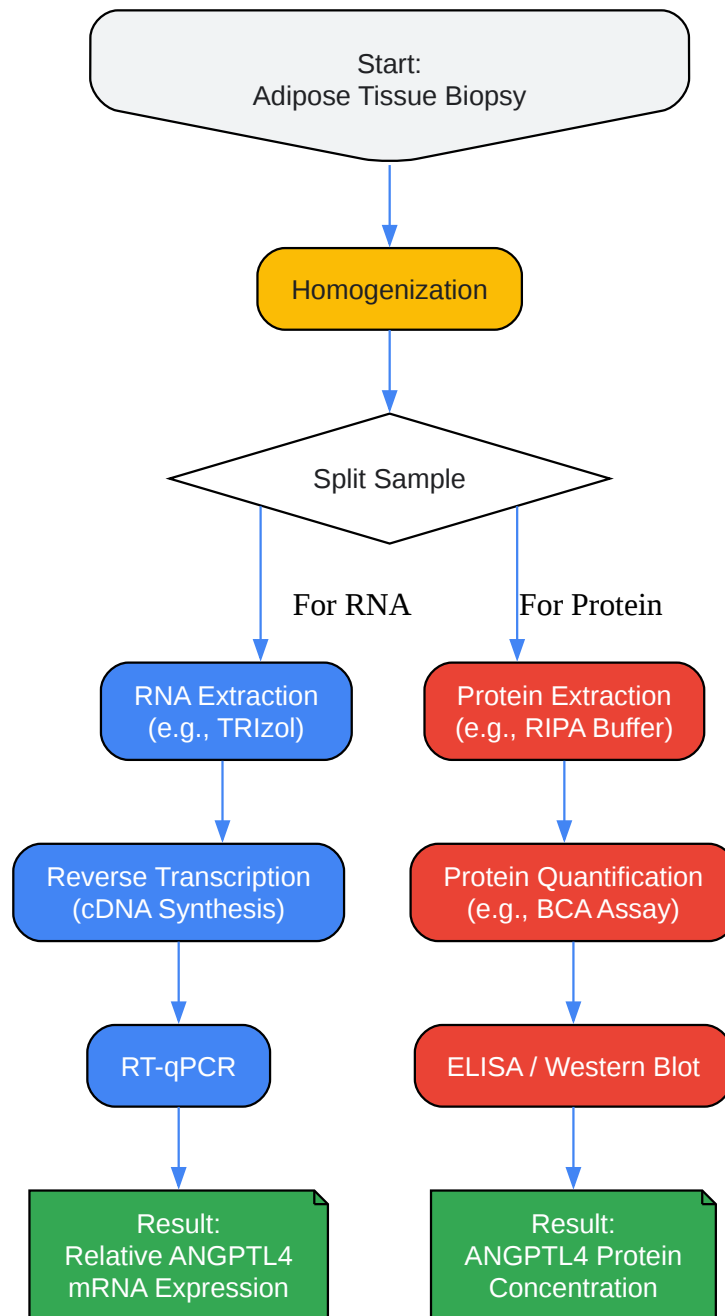 Start:
Adipose Tissue Biopsy
Homogenization
Split Sample
For RNA
For Protein
RNA Extraction
(e.g., TRIzol)
Protein Extraction
(e.g., RIPA Buffer)
Reverse Transcription
(cDNA Synthesis)
Protein Quantification
(e.g., BCA Assay)
RT-qPCR
ELISA / Western Blot
Result:
Relative ANGPTL4
mRNA Expression
Result:
ANGPTL4 Protein
Concentration